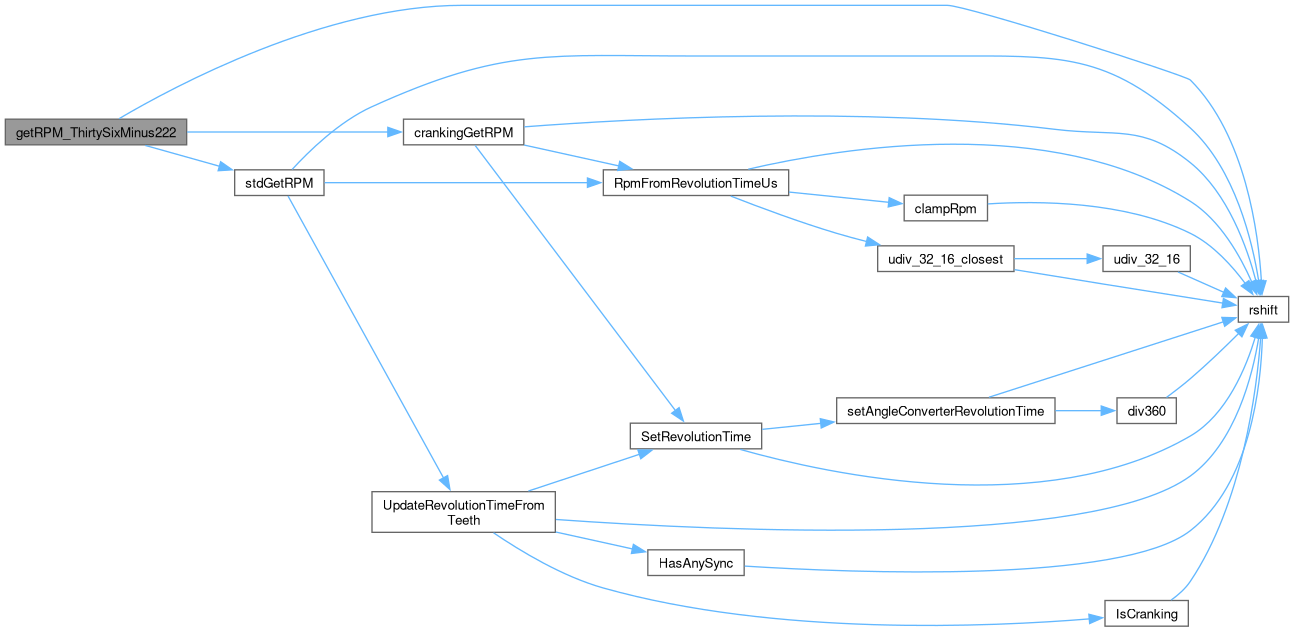 getRPM_ThirtySixMinus222
crankingGetRPM
stdGetRPM
RpmFromRevolutionTimeUs
clampRpm
udiv_32_16_closest
udiv_32_16
rshift
setAngleConverterRevolutionTime
div360
SetRevolutionTime
UpdateRevolutionTimeFrom
Teeth
HasAnySync
IsCranking